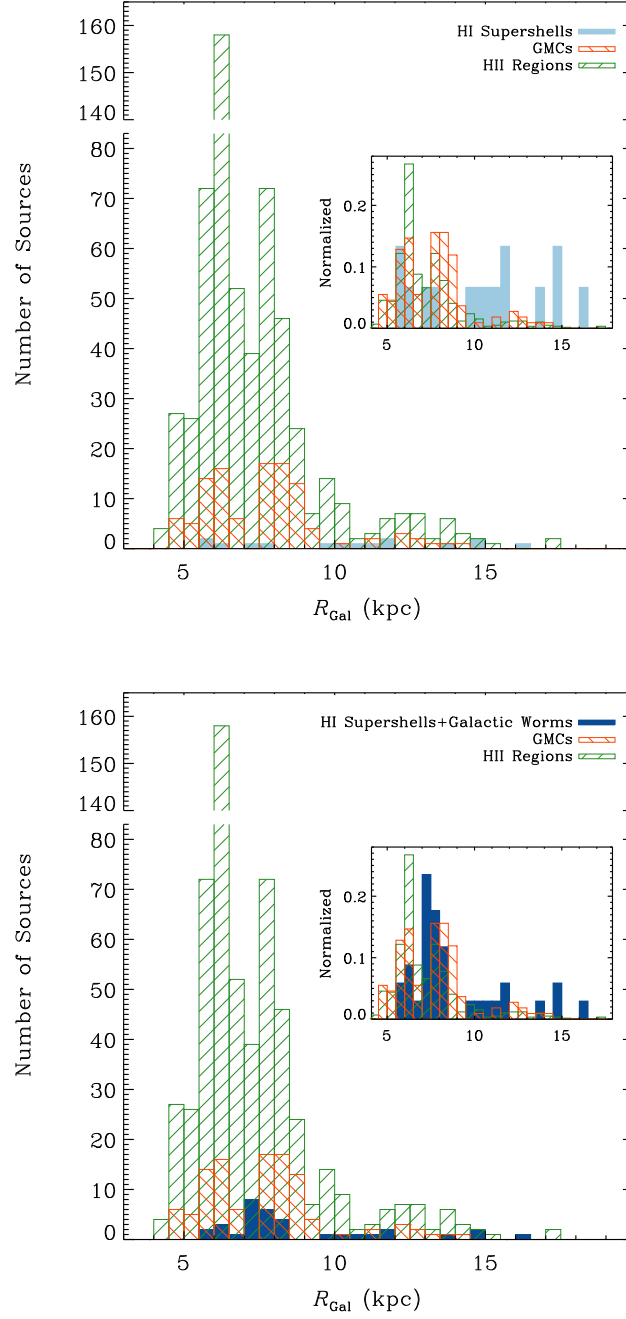 HI Supershells
GMCs
HII Regions
160
150
140
80
70
60
50
40
30
20
10
0
Number of Sources
0.2
0.1
0.0
Normalized
5 10 15
5 10 15
R_Gal (kpc)
HI Supershells+Galactic Worms
GMCs
HII Regions
160
150
140
80
70
60
50
40
30
20
10
0
Number of Sources
0.2
0.1
0.0
Normalized
5 10 15
5 10 15
R_Gal (kpc)